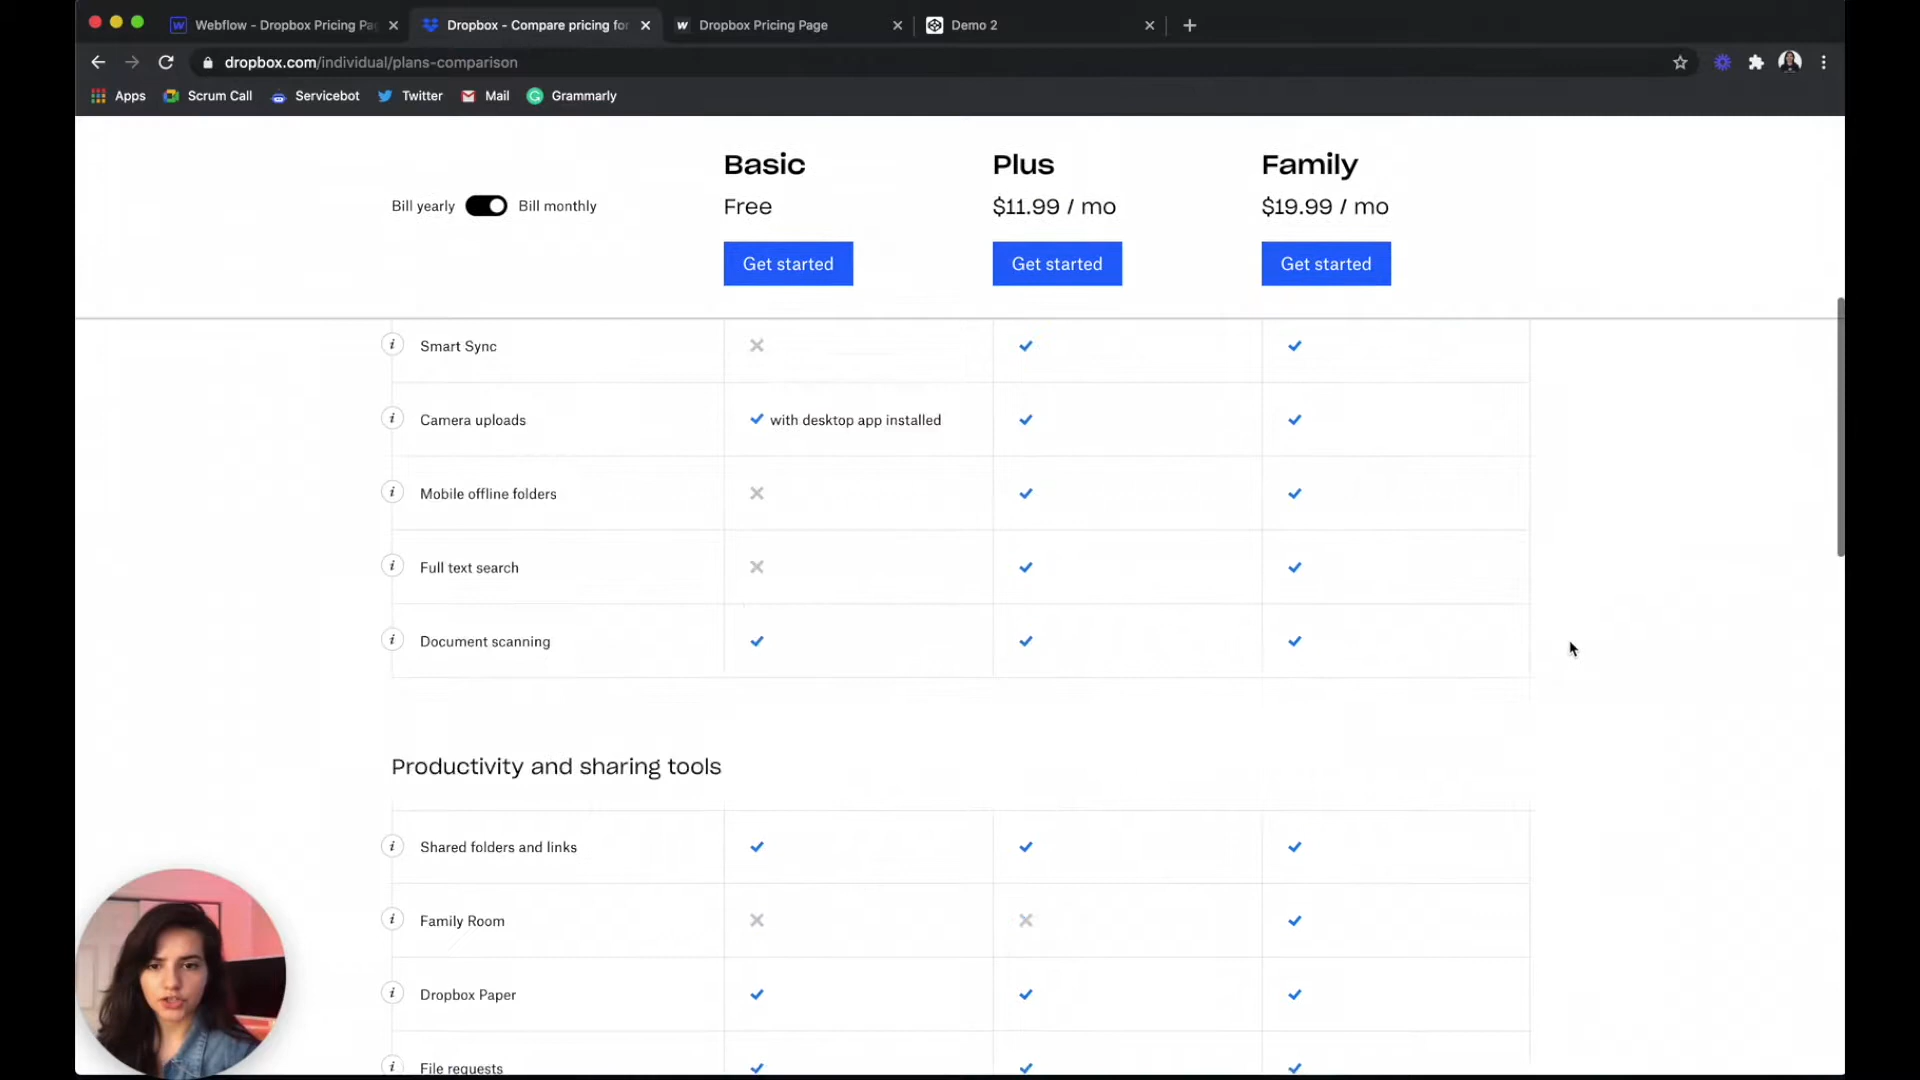 Webflow - Dropbox Pricing Pa
Dropbox - Compare pricing fo
Dropbox Pricing Page
Demo 2
dropbox.com/individual/plans-comparison
Apps
Scrum Call
Servicebot
Twitter
Mail
Grammarly
Basic
Plus
Family
Bill yearly
Bill monthly
Free
$11.99 / mo
$19.99 / mo
Get started
Get started
Get started
Smart Sync
Camera uploads
with desktop app installed
Mobile offline folders
Full text search
Document scanning
Productivity and sharing tools
Shared folders and links
Family Room
Dropbox Paper
File requests